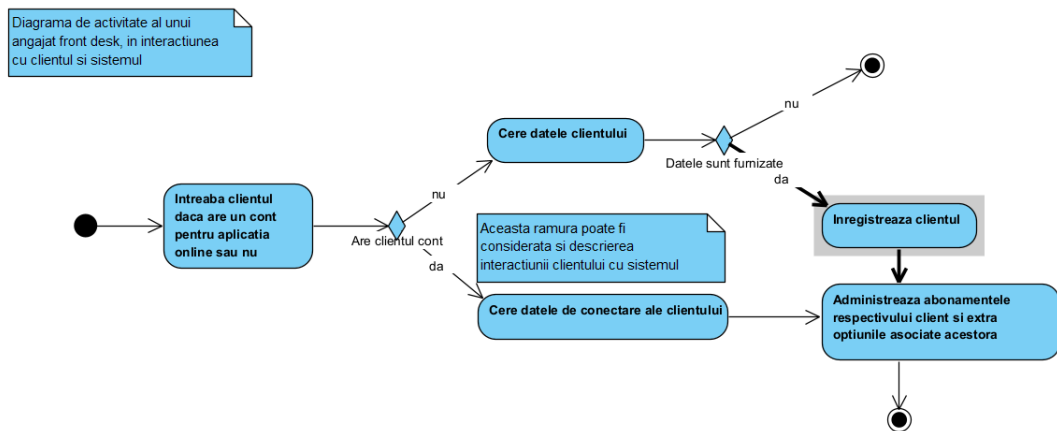 Diagrama de activitate al unui
angajat front desk, in interactiunea
cu clientul si sistemul
nu
Cere datele clientului
Datele sunt furnizate
da
Intreaba clientul
daca are un cont
pentru aplicatia
online sau nu
nu
Are clientul cont
da
Aceasta ramura poate fi
considerata si descrierea
interactiunii clientului cu sistemul
Inregistreaza clientul
Cere datele de conectare ale clientului
Administreaza abonamentele
respectivului client si extra
optiunile asociate acestora